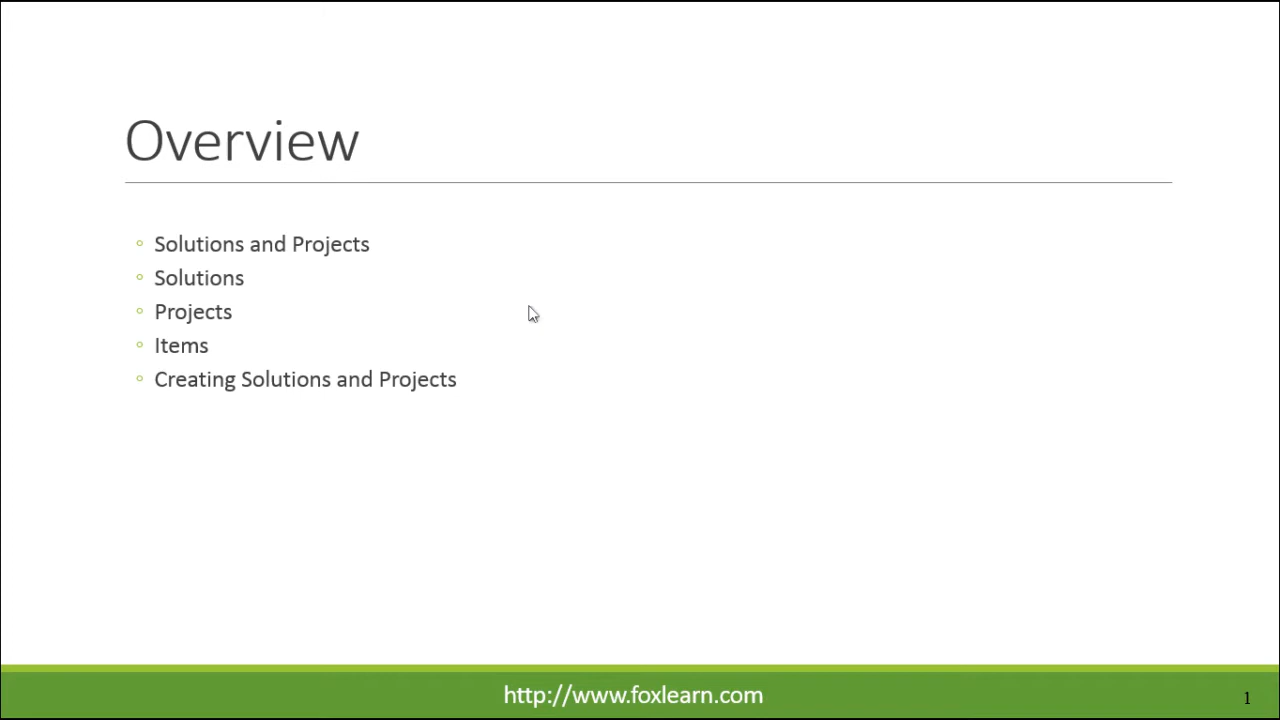 Overview
◦ Solutions and Projects
◦ Solutions
◦ Projects
◦ Items
◦ Creating Solutions and Projects
http://www.foxlearn.com
1